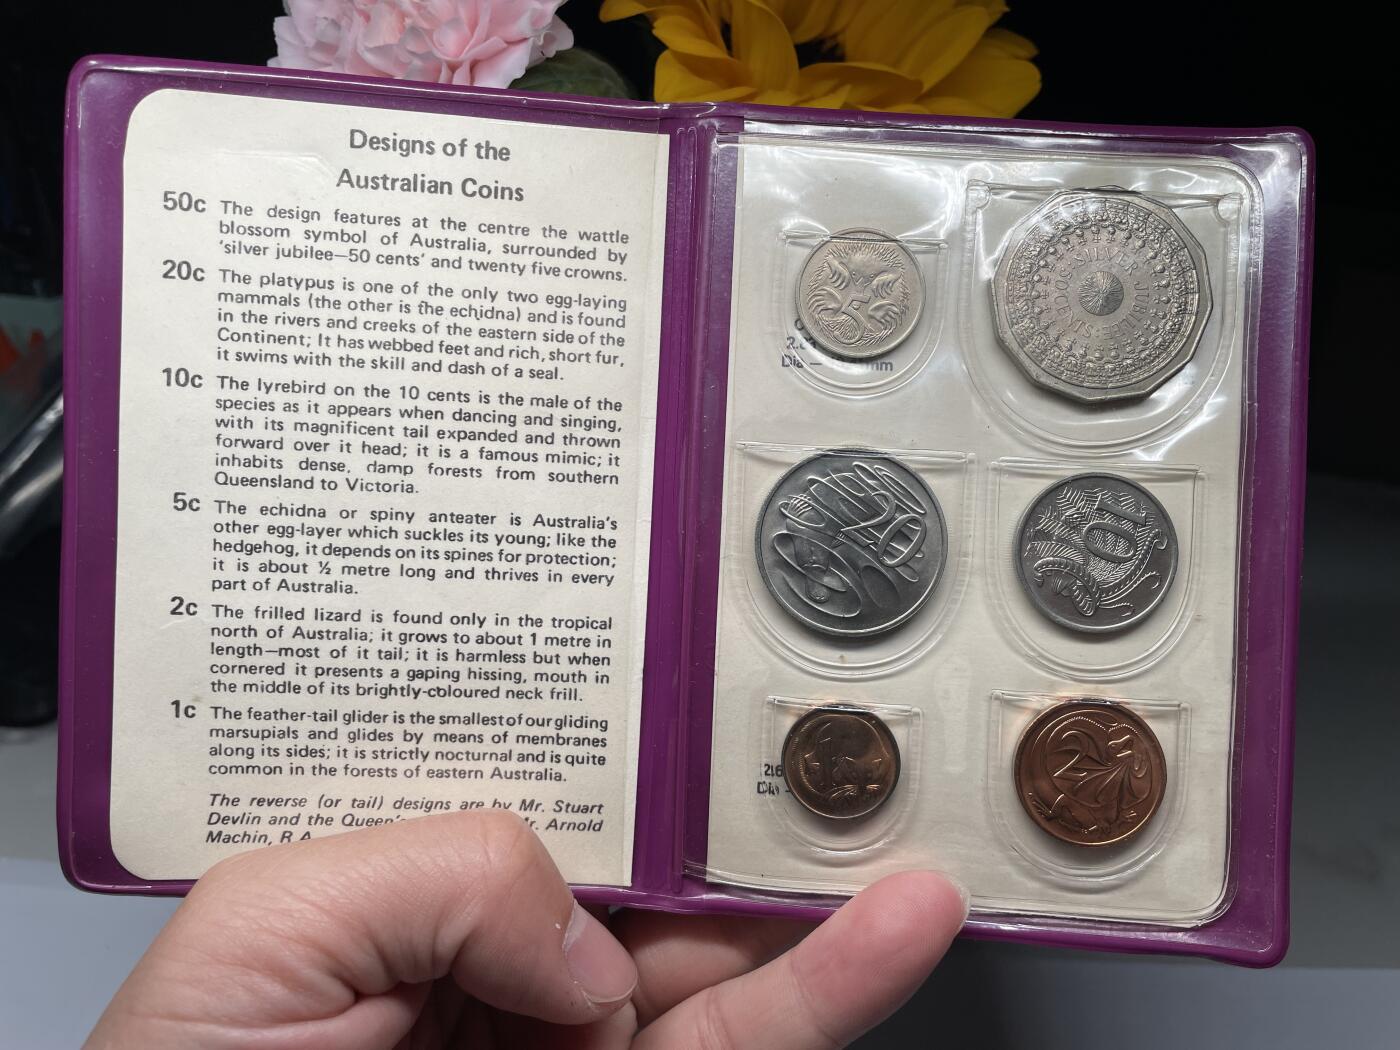 Designs of the
Australian Coins
50c The design features at the centre the wattle
blossom symbol of Australia, surrounded by
'silver jubilee—50 cents' and twenty five crowns.
20c The platypus is one of the only two egg-laying
mammals (the other is the echidna) and is found
in the rivers and creeks of the eastern side of the
Continent; It has webbed feet and rich, short fur,
it swims with the skill and dash of a seal.
10c The lyrebird on the 10 cents is the male of the
species as it appears when dancing and singing,
with its magnificent tail expanded and thrown
forward over it head; it is a famous mimic; it
inhabits dense, damp forests from southern
Queensland to Victoria.
5c The echidna or spiny anteater is Australia's
other egg-layer which suckles its young; like the
hedgehog, it depends on its spines for protection;
it is about ½ metre long and thrives in every
part of Australia.
2c The frilled lizard is found only in the tropical
north of Australia; it grows to about 1 metre in
length—most of it tail; it is harmless but when
cornered it presents a gaping hissing, mouth in
the middle of its brightly-coloured neck frill.
1c The feather-tail glider is the smallest of our gliding
marsupials and glides by means of membranes
along its sides; it is strictly nocturnal and is quite
common in the forests of eastern Australia.
The reverse (or tail) designs are by Mr. Stuart
Devlin and the Queen's Mr. Arnold
Machin, R.A.
5
Dia — mm
SILVER JUBILEE·50 CENTS·
20
10
1
Dia
2